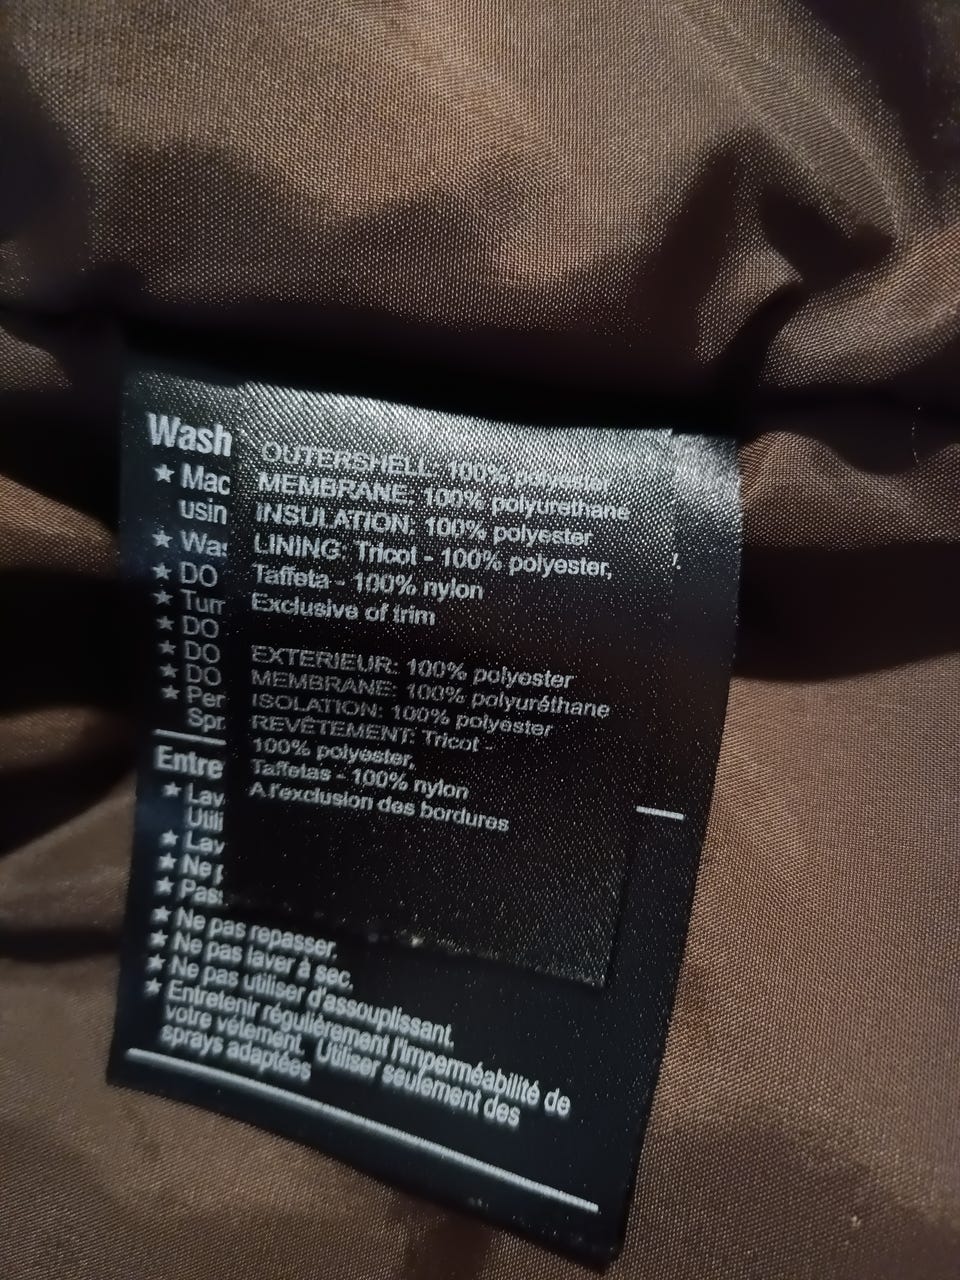 Wash
★ Mac
usin
★ Was
★ DO
★ Tum
★ DO
★ DO
★ DO
★ Per
Spr
Entre
★ Lav
Utili
★ Lav
★ Ne p
★ Pas
★ Ne pas repasser.
★ Ne pas laver à sec.
★ Ne pas utiliser d'assouplissant.
★ Entretenir régulièrement l'imperméabilité de
votre vétement. Utiliser seulement des
sprays adaptées
OUTERSHELL: 100% polyester
MEMBRANE: 100% polyurethane
INSULATION: 100% polyester
LINING: Tricot - 100% polyester,
Taffeta - 100% nylon
Exclusive of trim
EXTERIEUR: 100% polyester
MEMBRANE: 100% polyuréthane
ISOLATION: 100% polyester
REVÊTEMENT: Tricot -
100% polyester,
Taffetas - 100% nylon
A l'exclusion des bordures